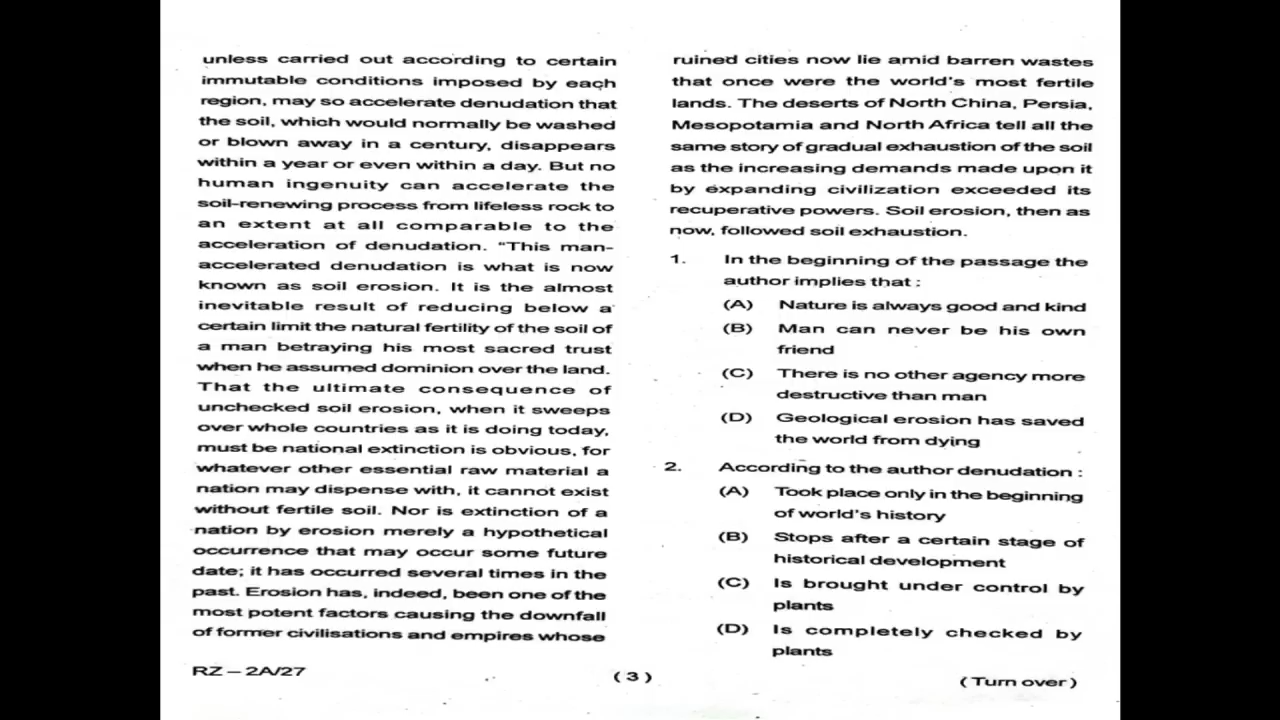 unless carried out according to certain
immutable conditions imposed by each
region, may so accelerate denudation that
the soil, which would normally be washed
or blown away in a century, disappears
within a year or even within a day. But no
human ingenuity can accelerate the
soil-renewing process from lifeless rock to
an extent at all comparable to the
acceleration of denudation. “This man-
accelerated denudation is what is now
known as soil erosion. It is the almost
inevitable result of reducing below a
certain limit the natural fertility of the soil of
a man betraying his most sacred trust
when he assumed dominion over the land.
That the ultimate consequence of
unchecked soil erosion, when it sweeps
over whole countries as it is doing today,
must be national extinction is obvious, for
whatever other essential raw material a
nation may dispense with, it cannot exist
without fertile soil. Nor is extinction of a
nation by erosion merely a hypothetical
occurrence that may occur some future
date; it has occurred several times in the
past. Erosion has, indeed, been one of the
most potent factors causing the downfall
of former civilisations and empires whose
RZ – 2A/27
ruined cities now lie amid barren wastes
that once were the world's most fertile
lands. The deserts of North China, Persia,
Mesopotamia and North Africa tell all the
same story of gradual exhaustion of the soil
as the increasing demands made upon it
by expanding civilization exceeded its
recuperative powers. Soil erosion, then as
now, followed soil exhaustion.
1. In the beginning of the passage the
author implies that :
(A) Nature is always good and kind
(B) Man can never be his own
friend
(C) There is no other agency more
destructive than man
(D) Geological erosion has saved
the world from dying
2. According to the author denudation :
(A) Took place only in the beginning
of world's history
(B) Stops after a certain stage of
historical development
(C) Is brought under control by
plants
(D) Is completely checked by
plants
( 3 )
( Turn over )